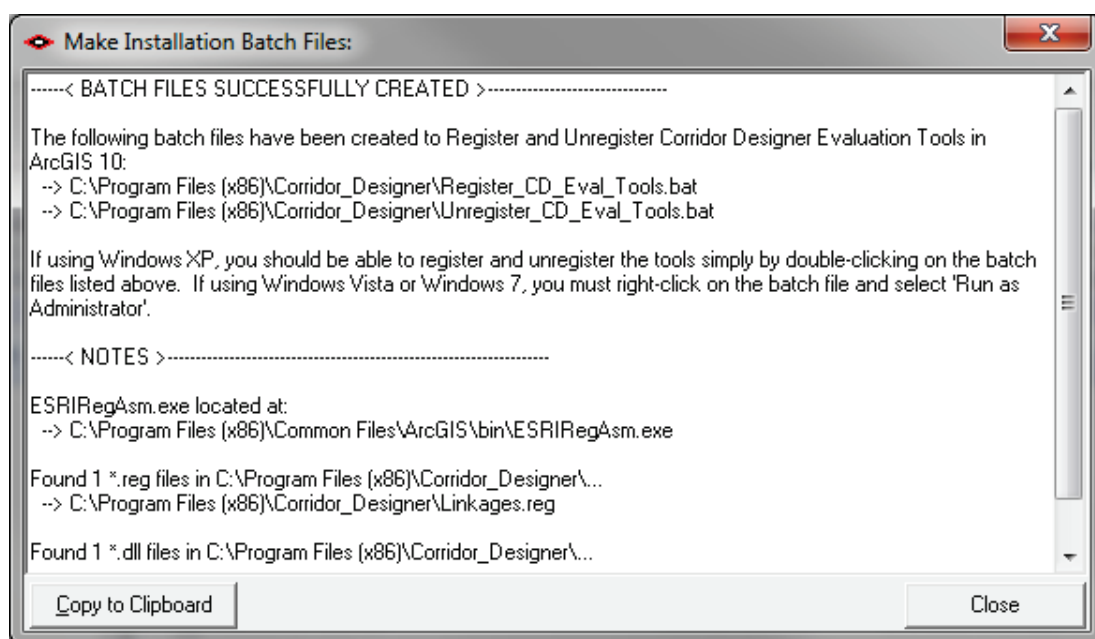 Make Installation Batch Files:
------< BATCH FILES SUCCESSFULLY CREATED >--------------------------------
The following batch files have been created to Register and Unregister Corridor Designer Evaluation Tools in
ArcGIS 10:
--> C:\Program Files (x86)\Corridor_Designer\Register_CD_Eval_Tools.bat
--> C:\Program Files (x86)\Corridor_Designer\Unregister_CD_Eval_Tools.bat
If using Windows XP, you should be able to register and unregister the tools simply by double-clicking on the batch
files listed above.  If using Windows Vista or Windows 7, you must right-click on the batch file and select 'Run as
Administrator'.
------< NOTES >--------------------------------------------------------------------
ESRIRegAsm.exe located at:
--> C:\Program Files (x86)\Common Files\ArcGIS\bin\ESRIRegAsm.exe
Found 1 *.reg files in C:\Program Files (x86)\Corridor_Designer\...
--> C:\Program Files (x86)\Corridor_Designer\Linkages.reg
Found 1 *.dll files in C:\Program Files (x86)\Corridor_Designer\...
Copy to Clipboard
Close